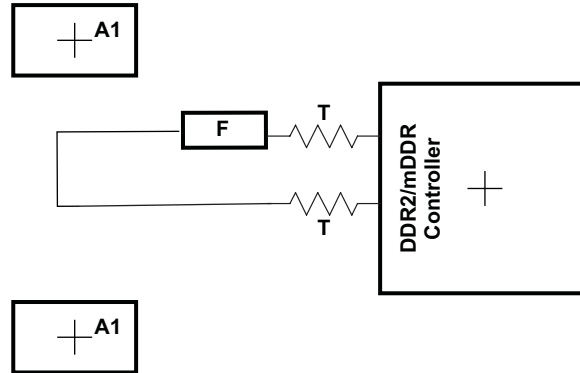 A1
T
F
DDR2/mDDR
Controller
T
A1